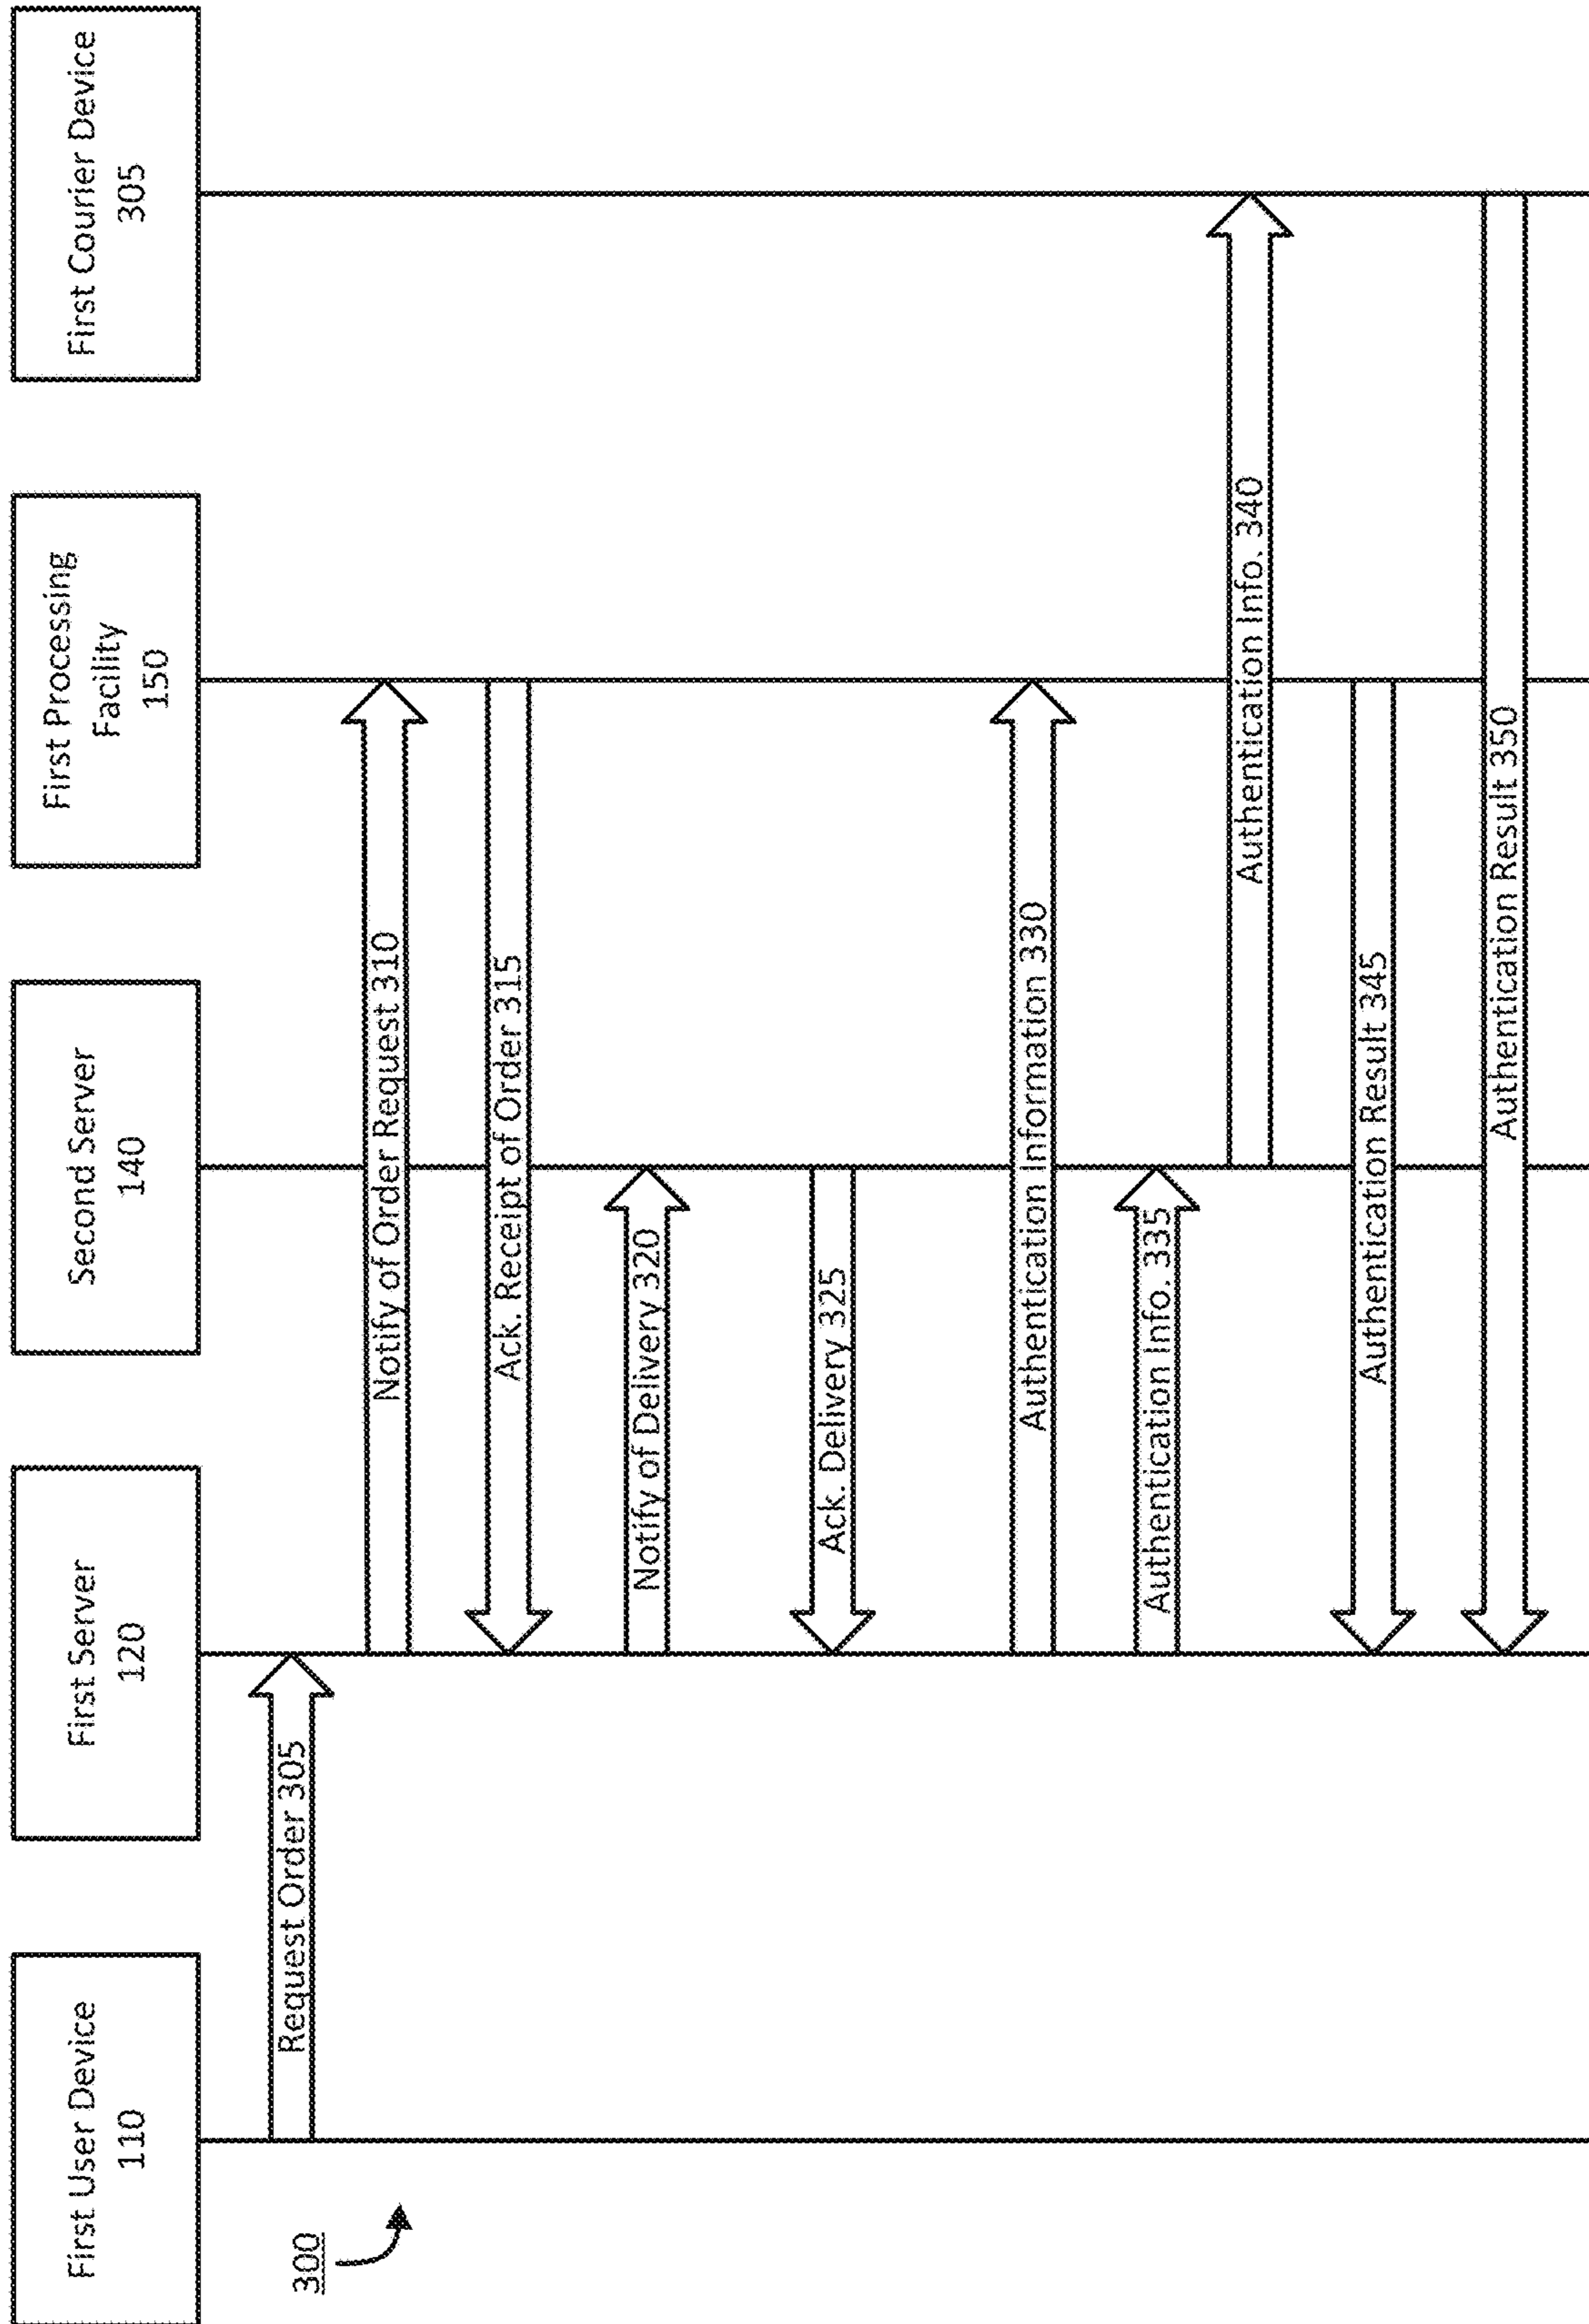 First User Device
110
First Server
120
Second Server
140
First Processing
Facility
150
First Courier Device
305
300
Request Order 305
Notify of Order Request 310
Ack. Receipt of Order 315
Notify of Delivery 320
Ack. Delivery 325
Authentication Information 330
Authentication Info. 335
Authentication Info. 340
Authentication Result 345
Authentication Result 350